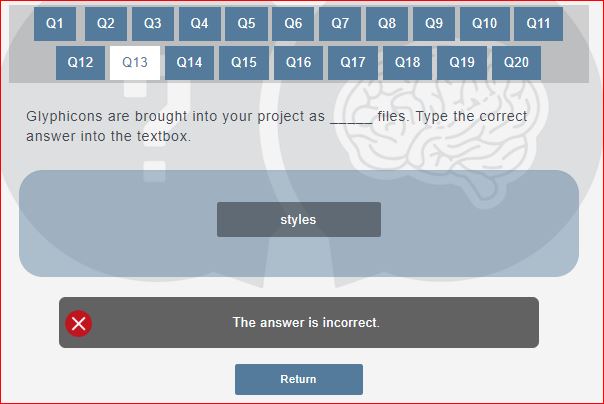 Q1 Q2 Q3 Q4 Q5 Q6 Q7 Q8 Q9 Q10 Q11
Q12 Q13 Q14 Q15 Q16 Q17 Q18 Q19 Q20
Glyphicons are brought into your project as _____ files. Type the correct
answer into the textbox.
styles
The answer is incorrect.
Return